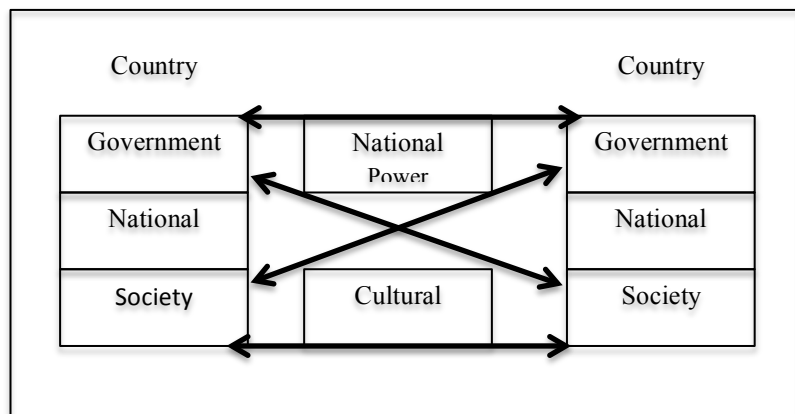 Country
Country
Government
National
Power
Government
National
National
Society
Cultural
Society